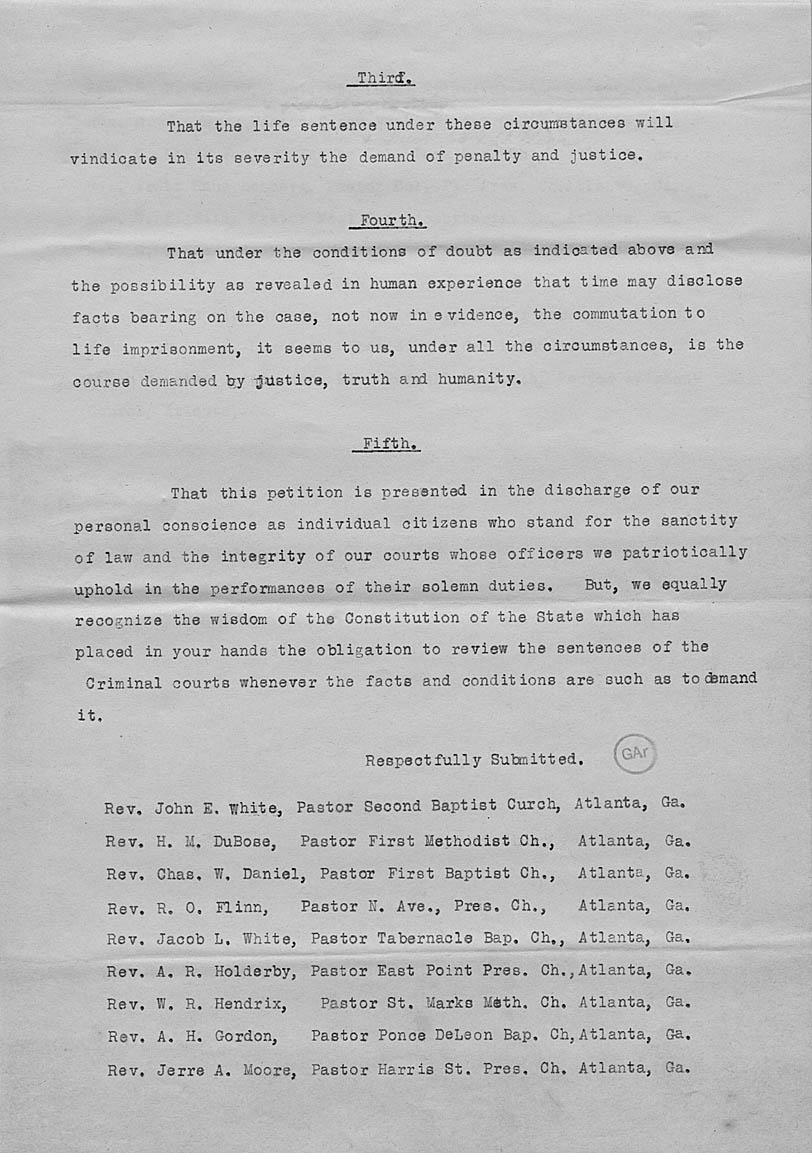 Third.
That the life sentence under these circumstances will
vindicate in its severity the demand of penalty and justice.
Fourth.
That under the conditions of doubt as indicated above and
the possibility as revealed in human experience that time may disclose
facts bearing on the case, not now in evidence, the commutation to
life imprisonment, it seems to us, under all the circumstances, is the
course demanded by justice, truth and humanity.
Fifth.
That this petition is presented in the discharge of our
personal conscience as individual citizens who stand for the sanctity
of law and the integrity of our courts whose officers we patriotically
uphold in the performances of their solemn duties. But, we equally
recognize the wisdom of the Constitution of the State which has
placed in your hands the obligation to review the sentences of the
Criminal courts whenever the facts and conditions are such as to demand
it.
Respectfully Submitted.
GAr
Rev. John E. White, Pastor Second Baptist Curch, Atlanta, Ga.
Rev. H. M. DuBose, Pastor First Methodist Ch., Atlanta, Ga.
Rev. Chas. W. Daniel, Pastor First Baptist Ch., Atlanta, Ga.
Rev. R. O. Flinn, Pastor N. Ave., Pres. Ch., Atlanta, Ga.
Rev. Jacob L. White, Pastor Tabernacle Bap. Ch., Atlanta, Ga.
Rev. A. R. Holderby, Pastor East Point Pres. Ch., Atlanta, Ga.
Rev. W. R. Hendrix, Pastor St. Marks Meth. Ch. Atlanta, Ga.
Rev. A. H. Gordon, Pastor Ponce DeLeon Bap. Ch, Atlanta, Ga.
Rev. Jerre A. Moore, Pastor Harris St. Pres. Ch. Atlanta, Ga.